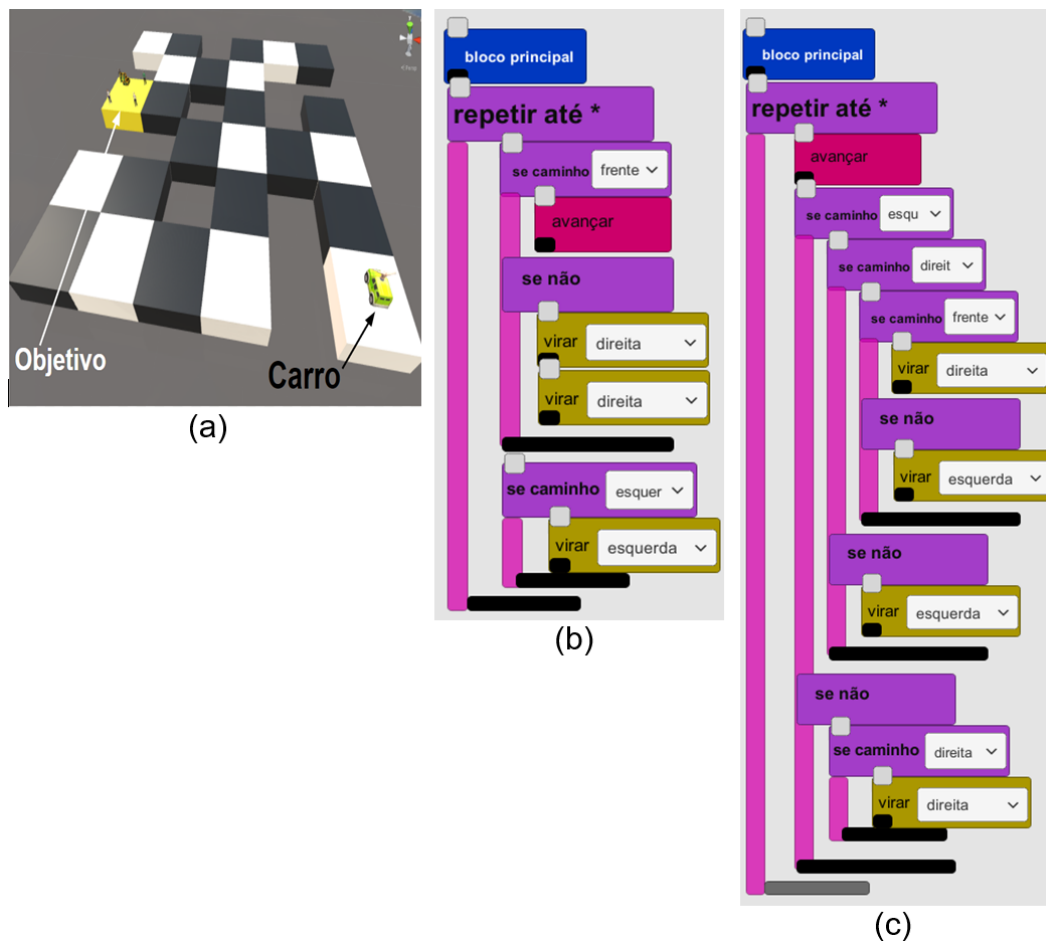 Objetivo
Carro
(a)
bloco principal
repetir até *
se caminho frente
avançar
se não
virar direita
virar direita
se caminho esquer
virar esquerda
(b)
bloco principal
repetir até *
avançar
se caminho esqu
se caminho direit
se caminho frente
virar direita
se não
virar esquerda
se não
virar esquerda
se não
se caminho direita
virar direita
(c)